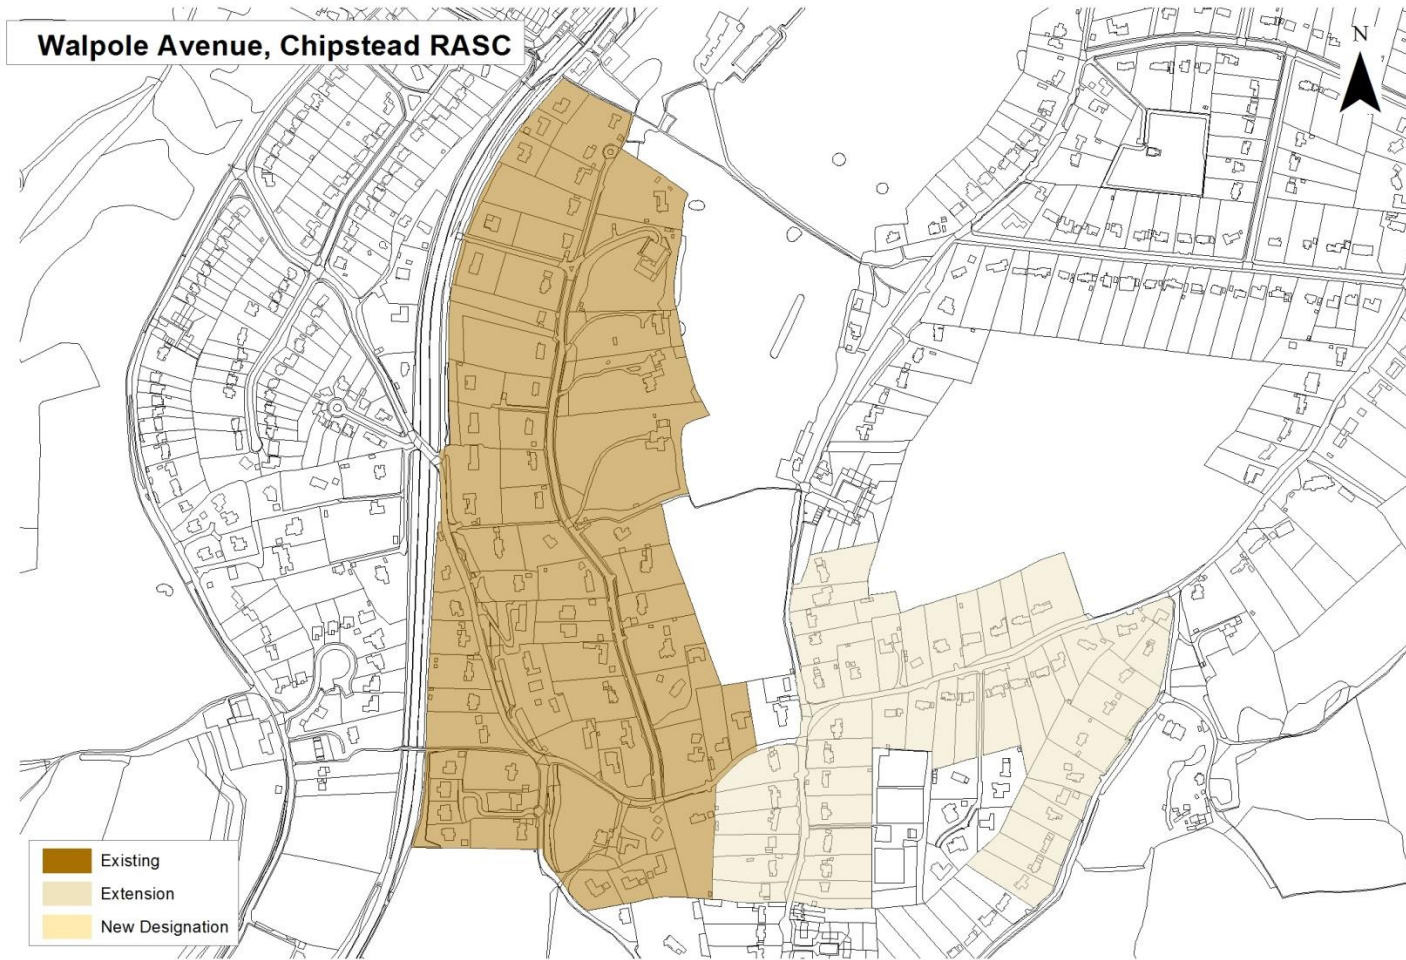 Walpole Avenue, Chipstead RASC
N
Existing
Extension
New Designation